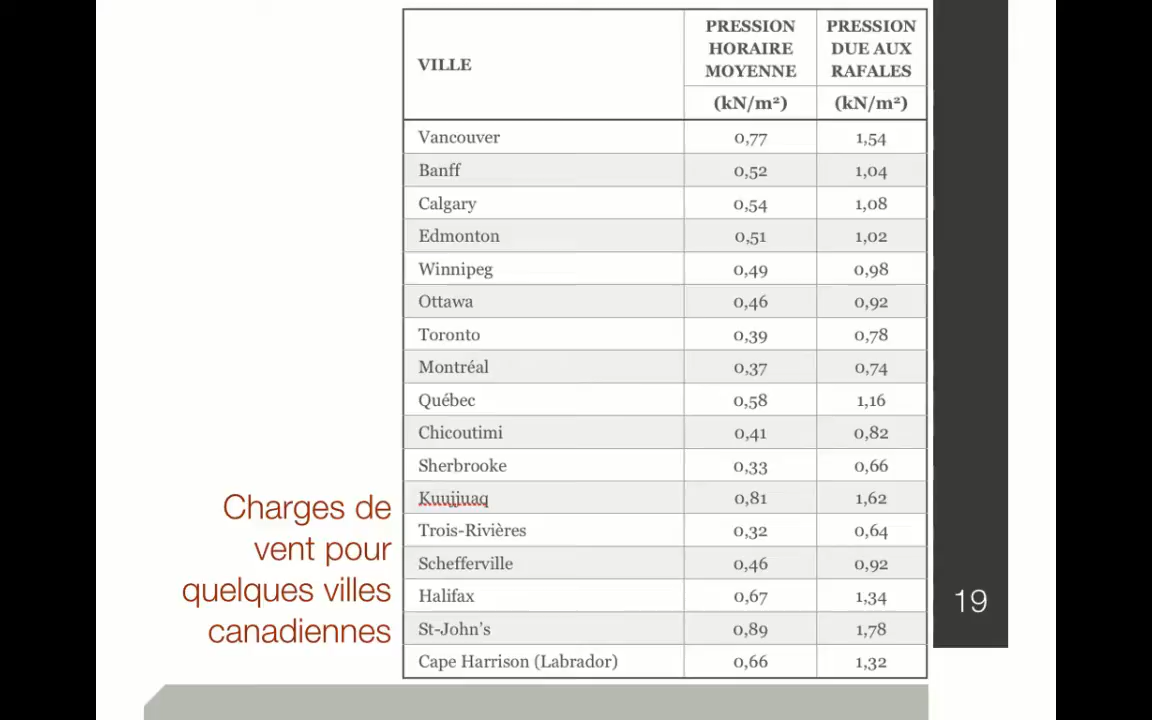 VILLE
PRESSION
HORAIRE
MOYENNE
PRESSION
DUE AUX
RAFALES
(kN/m²) (kN/m²)
Vancouver 0,77 1,54
Banff 0,52 1,04
Calgary 0,54 1,08
Edmonton 0,51 1,02
Winnipeg 0,49 0,98
Ottawa 0,46 0,92
Toronto 0,39 0,78
Montréal 0,37 0,74
Québec 0,58 1,16
Chicoutimi 0,41 0,82
Sherbrooke 0,33 0,66
Kuujjuaq 0,81 1,62
Trois-Rivières 0,32 0,64
Schefferville 0,46 0,92
Halifax 0,67 1,34
St-John's 0,89 1,78
Cape Harrison (Labrador) 0,66 1,32
Charges de
vent pour
quelques villes
canadiennes
19